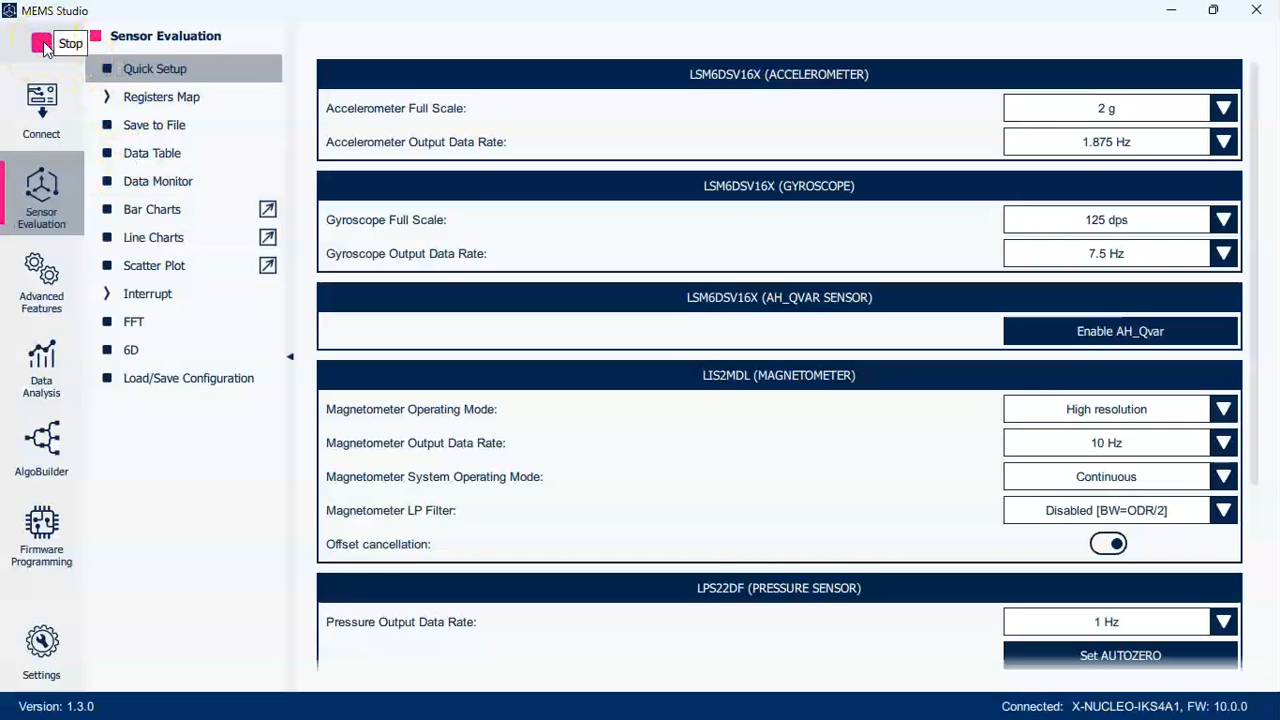 MEMS Studio
Stop
Connect
Sensor
Evaluation
Advanced
Features
Data
Analysis
AlgoBuilder
Firmware
Programming
Settings
Sensor Evaluation
Quick Setup
Registers Map
Save to File
Data Table
Data Monitor
Bar Charts
Line Charts
Scatter Plot
Interrupt
FFT
6D
Load/Save Configuration
LSM6DSV16X (ACCELEROMETER)
Accelerometer Full Scale: 2 g
Accelerometer Output Data Rate: 1.875 Hz
LSM6DSV16X (GYROSCOPE)
Gyroscope Full Scale: 125 dps
Gyroscope Output Data Rate: 7.5 Hz
LSM6DSV16X (AH_QVAR SENSOR)
Enable AH_Qvar
LIS2MDL (MAGNETOMETER)
Magnetometer Operating Mode: High resolution
Magnetometer Output Data Rate: 10 Hz
Magnetometer System Operating Mode: Continuous
Magnetometer LP Filter: Disabled [BW=ODR/2]
Offset cancellation:
LPS22DF (PRESSURE SENSOR)
Pressure Output Data Rate: 1 Hz
Set AUTOZERO
Version: 1.3.0
Connected: X-NUCLEO-IKS4A1, FW: 10.0.0